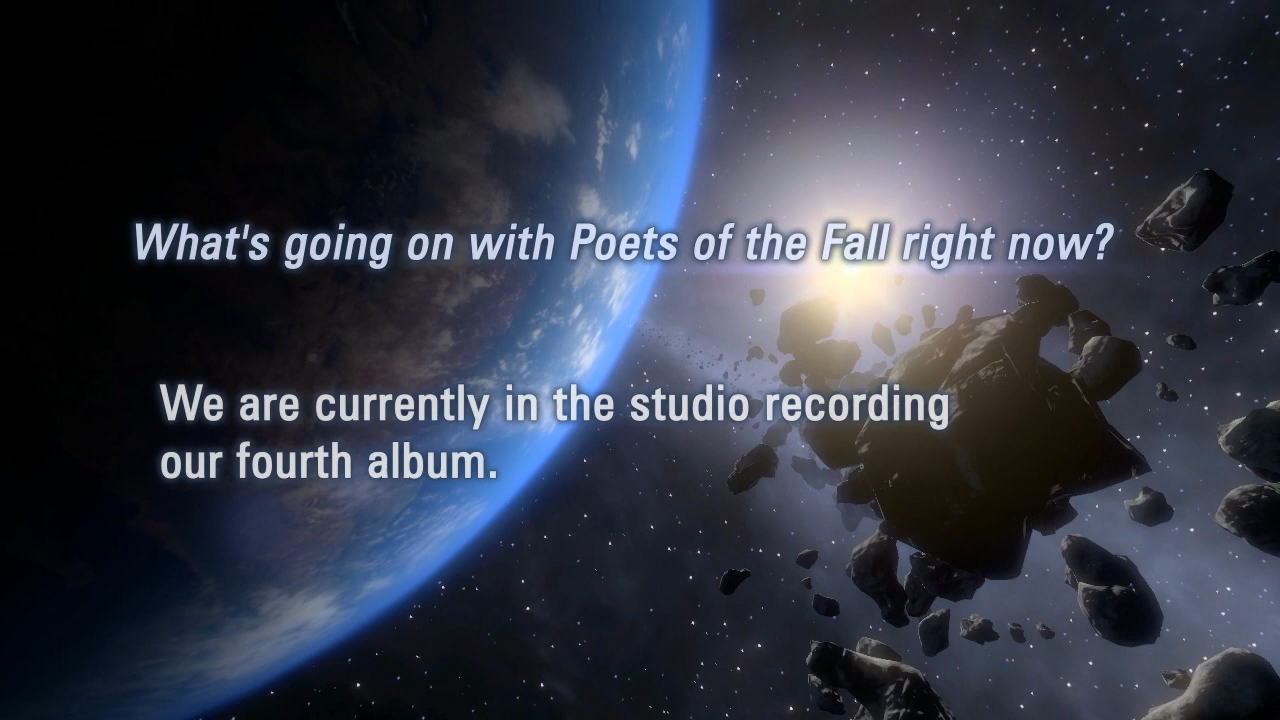 What's going on with Poets of the Fall right now?
We are currently in the studio recording
our fourth album.